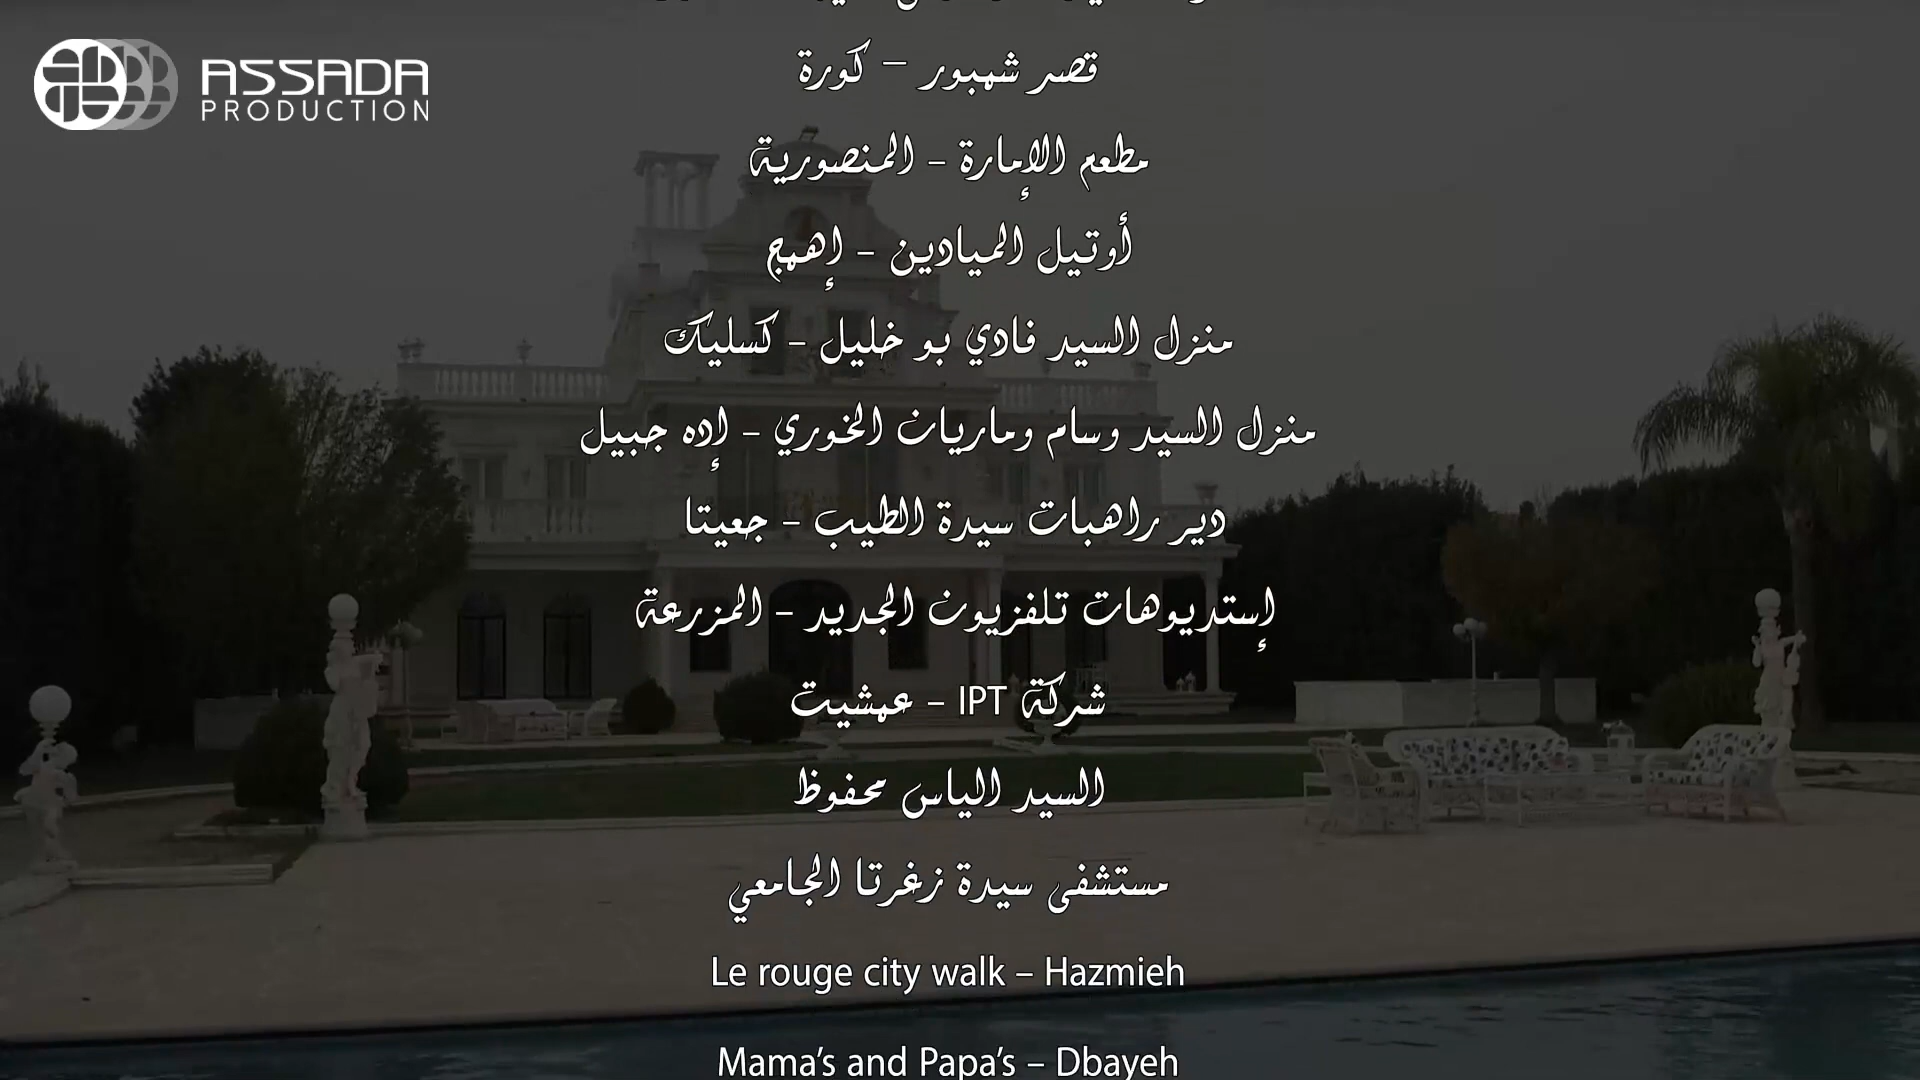 ASSADA
PRODUCTION
قصر شمبور – كورة
مطعم الإمارة – المنصورية
أوتيل الميادين – إهمج
منزل السيد فادي بو خليل – كسليك
منزل السيد وسام وماريات الخوري – إده جبيل
دير راهبات سيدة الطيب – جعيتا
إستديوهات تلفزيون الجديد – المزرعة
شركة IPT – عمشيت
السيد الياس محفوظ
مستشفى سيدة زغرتا الجامعي
Le rouge city walk – Hazmieh
Mama’s and Papa’s – Dbayeh